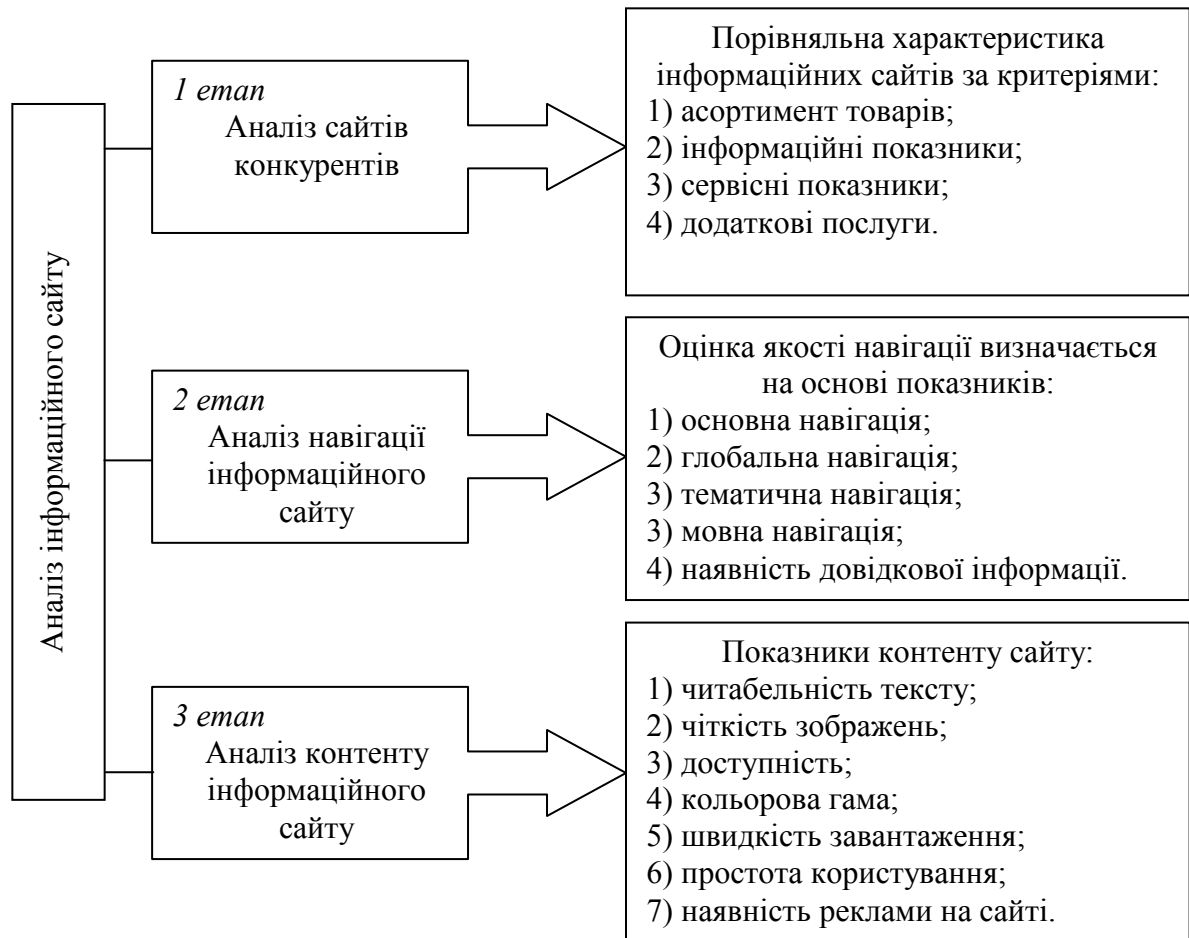 Аналіз інформаційного сайту
1 етап
Аналіз сайтів
конкурентів
Порівняльна характеристика
інформаційних сайтів за критеріями:
1) асортимент товарів;
2) інформаційні показники;
3) сервісні показники;
4) додаткові послуги.
2 етап
Аналіз навігації
інформаційного
сайту
Оцінка якості навігації визначається
на основі показників:
1) основна навігація;
2) глобальна навігація;
3) тематична навігація;
3) мовна навігація;
4) наявність довідкової інформації.
3 етап
Аналіз контенту
інформаційного
сайту
Показники контенту сайту:
1) читабельність тексту;
2) чіткість зображень;
3) доступність;
4) кольорова гама;
5) швидкість завантаження;
6) простота користування;
7) наявність реклами на сайті.